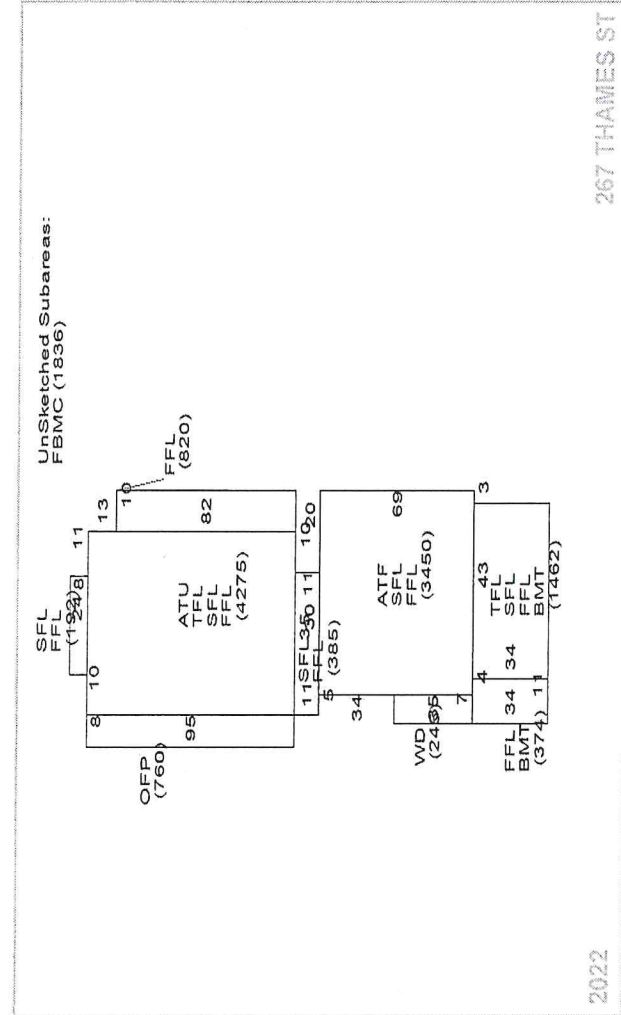 UnSketched Subareas:
FBMC (1836)
SFL
FFL
(192)
24
8
11
13
10
8
1
FFL
(820)
OFP
(760)
95
ATU
TFL
SFL
FFL
(4275)
82
10
20
11
SFL
FFL
(385)
35
30
11
5
34
ATF
SFL
FFL
(3450)
69
WD
(245)
35
7
4
43
3
34
34
FFL
BMT
(374)
11
TFL
SFL
FFL
BMT
(1462)
2022
267 THAMES ST